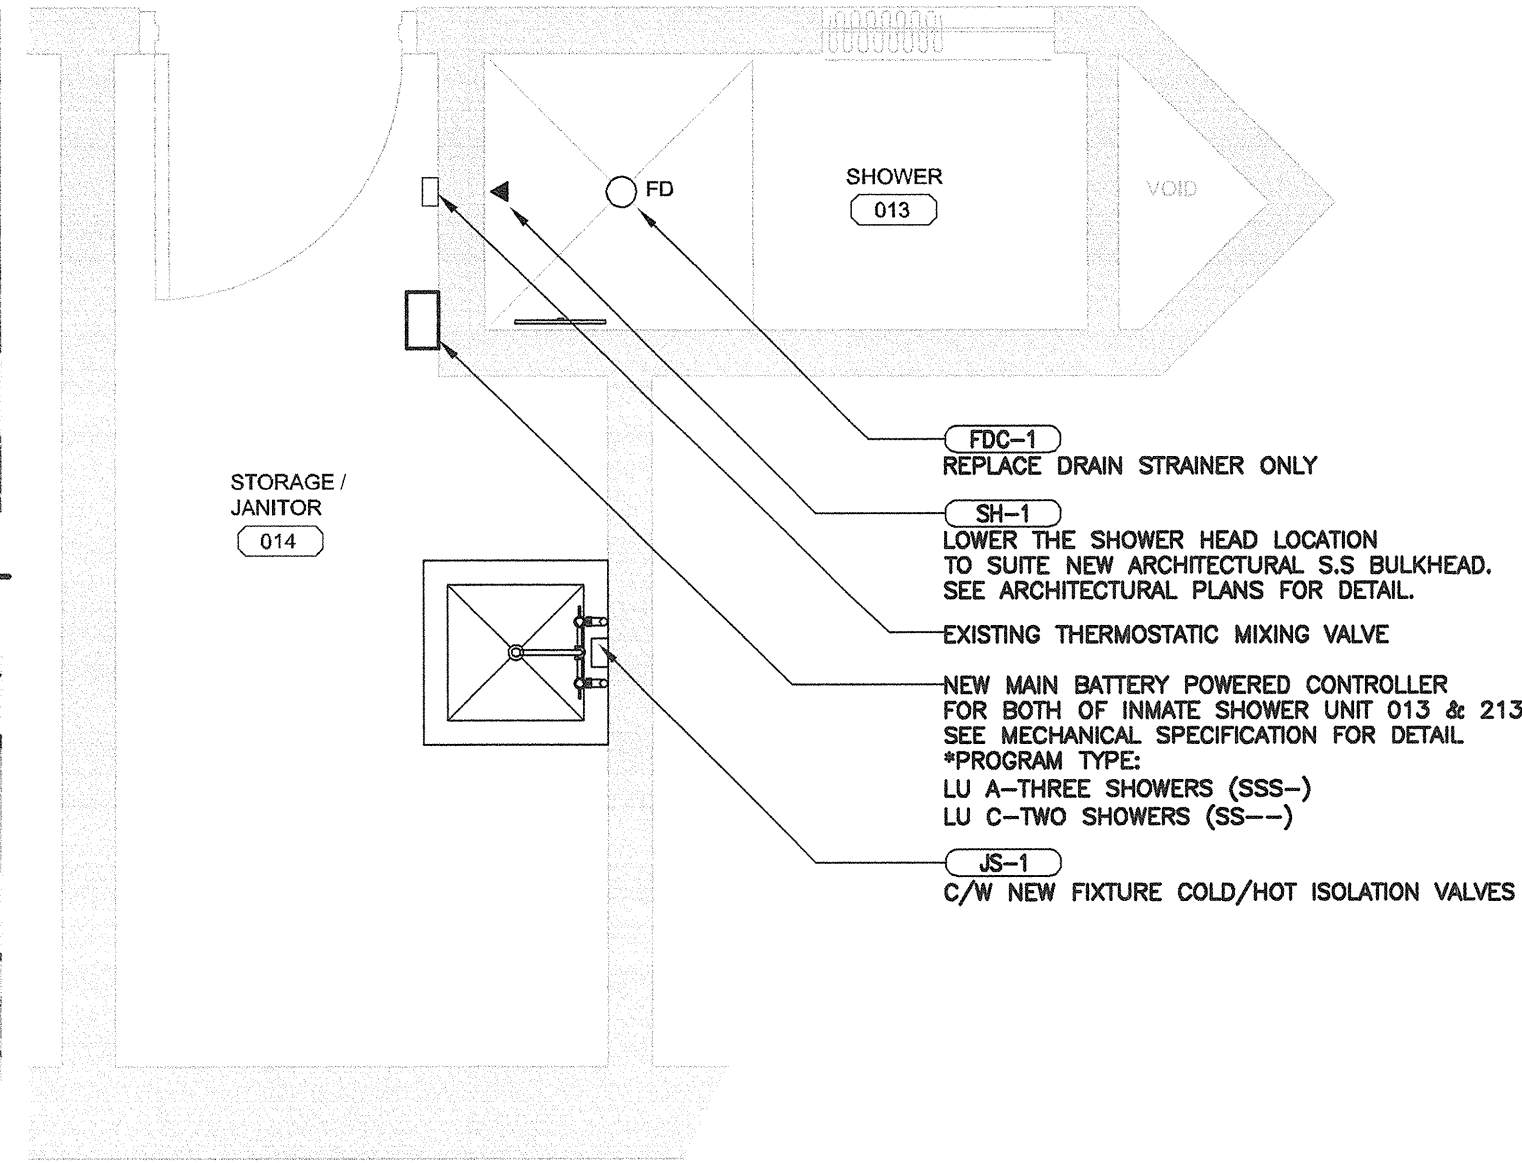 FD
SHOWER
013
VOID
STORAGE /
JANITOR
014
FDC-1
REPLACE DRAIN STRAINER ONLY
SH-1
LOWER THE SHOWER HEAD LOCATION
TO SUITE NEW ARCHITECTURAL S.S BULKHEAD.
SEE ARCHITECTURAL PLANS FOR DETAIL.
EXISTING THERMOSTATIC MIXING VALVE
NEW MAIN BATTERY POWERED CONTROLLER
FOR BOTH OF INMATE SHOWER UNIT 013 & 213
SEE MECHANICAL SPECIFICATION FOR DETAIL
*PROGRAM TYPE:
LU A-THREE SHOWERS (SSS-)
LU C-TWO SHOWERS (SS--)
JS-1
C/W NEW FIXTURE COLD/HOT ISOLATION VALVES